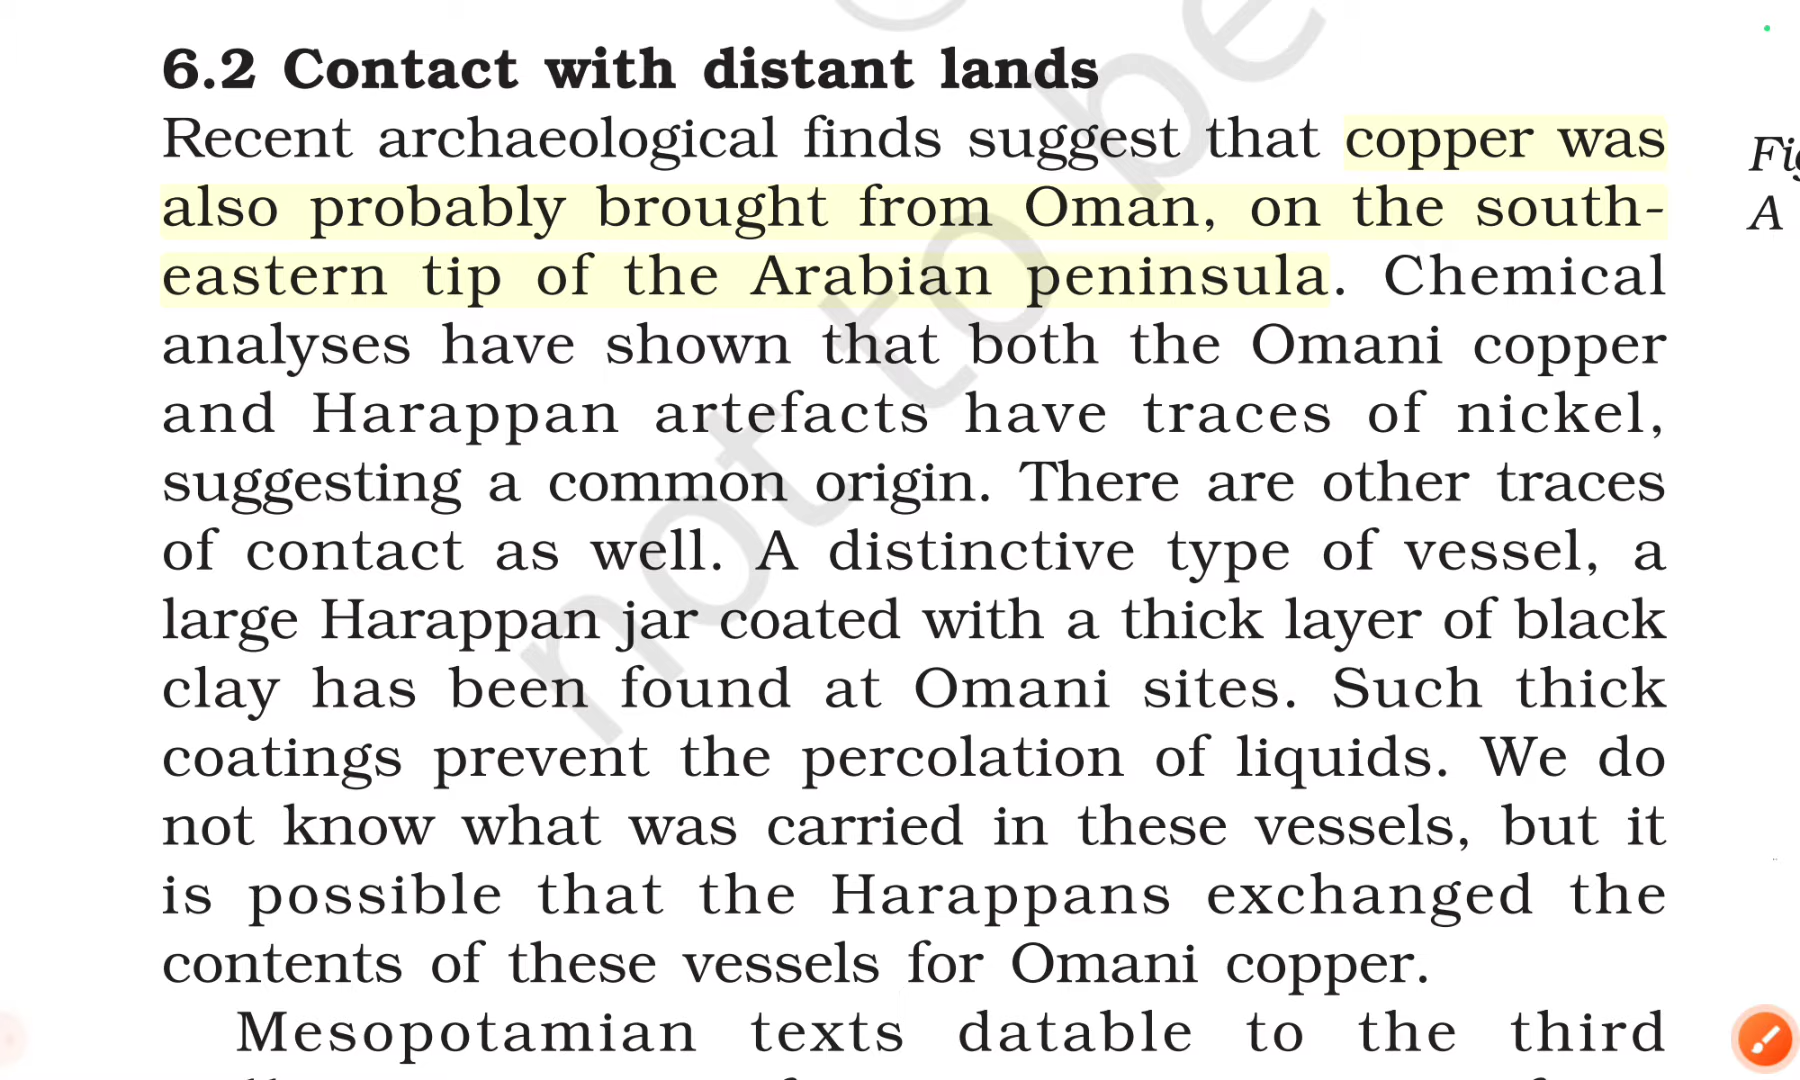 6.2 Contact with distant lands
Recent archaeological finds suggest that copper was
also probably brought from Oman, on the south-
eastern tip of the Arabian peninsula. Chemical
analyses have shown that both the Omani copper
and Harappan artefacts have traces of nickel,
suggesting a common origin. There are other traces
of contact as well. A distinctive type of vessel, a
large Harappan jar coated with a thick layer of black
clay has been found at Omani sites. Such thick
coatings prevent the percolation of liquids. We do
not know what was carried in these vessels, but it
is possible that the Harappans exchanged the
contents of these vessels for Omani copper.
Mesopotamian texts datable to the third
A
not to be